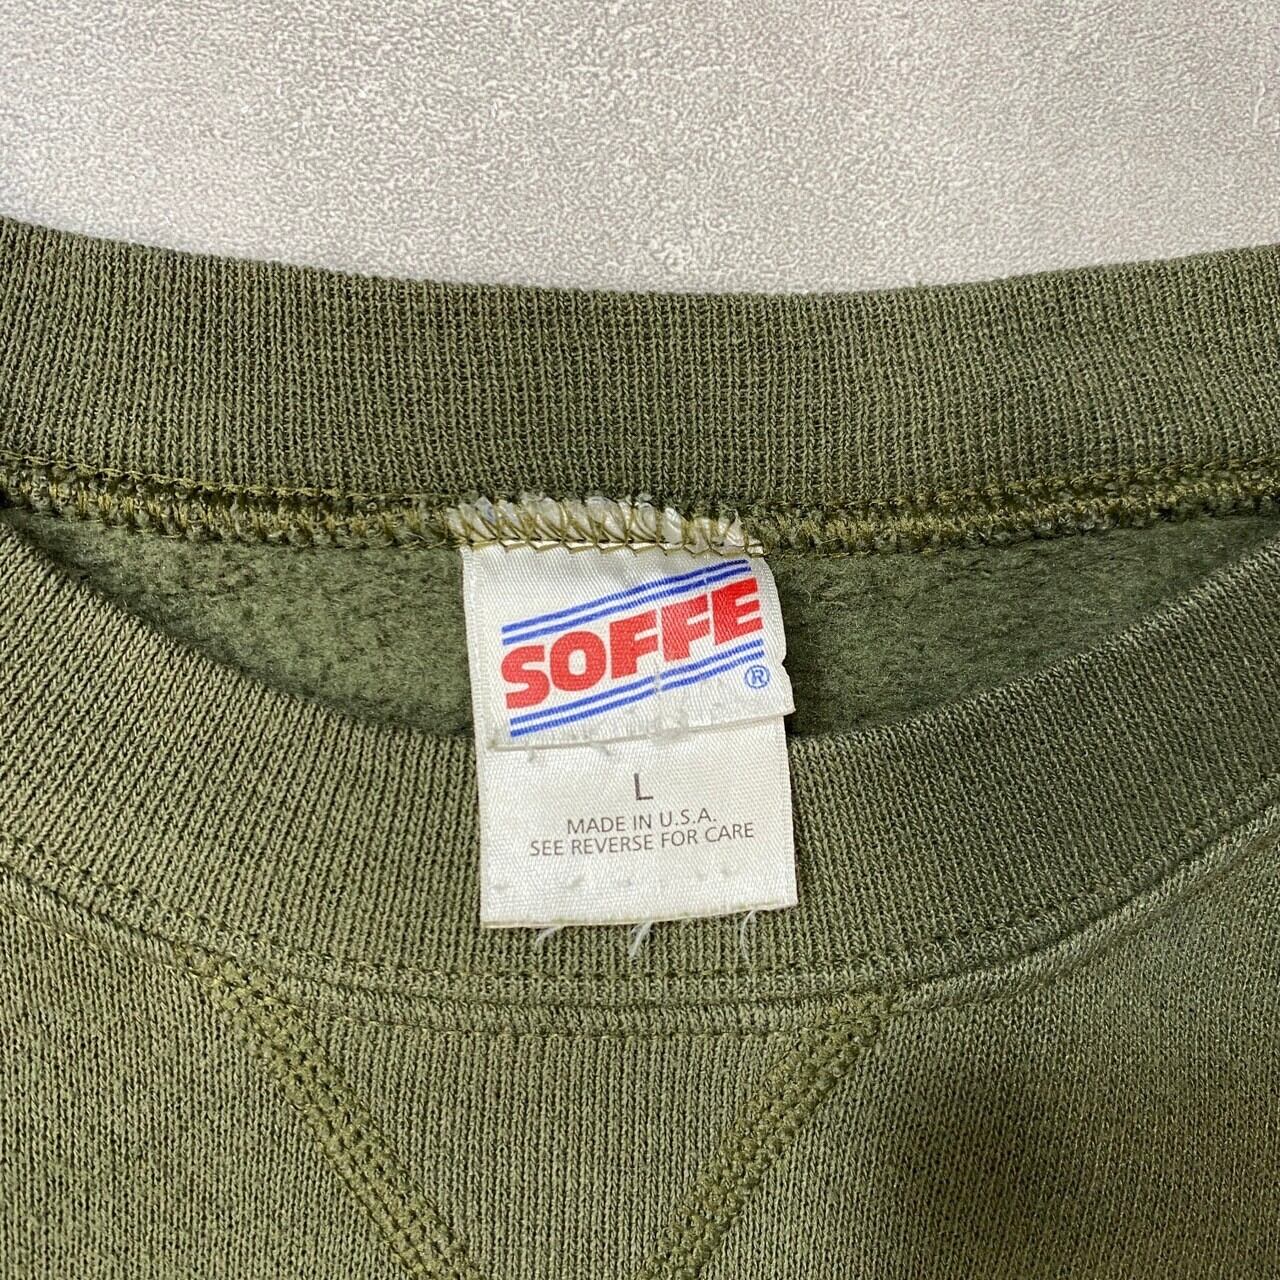 SOFFE
®
L
MADE IN U.S.A.
SEE REVERSE FOR CARE